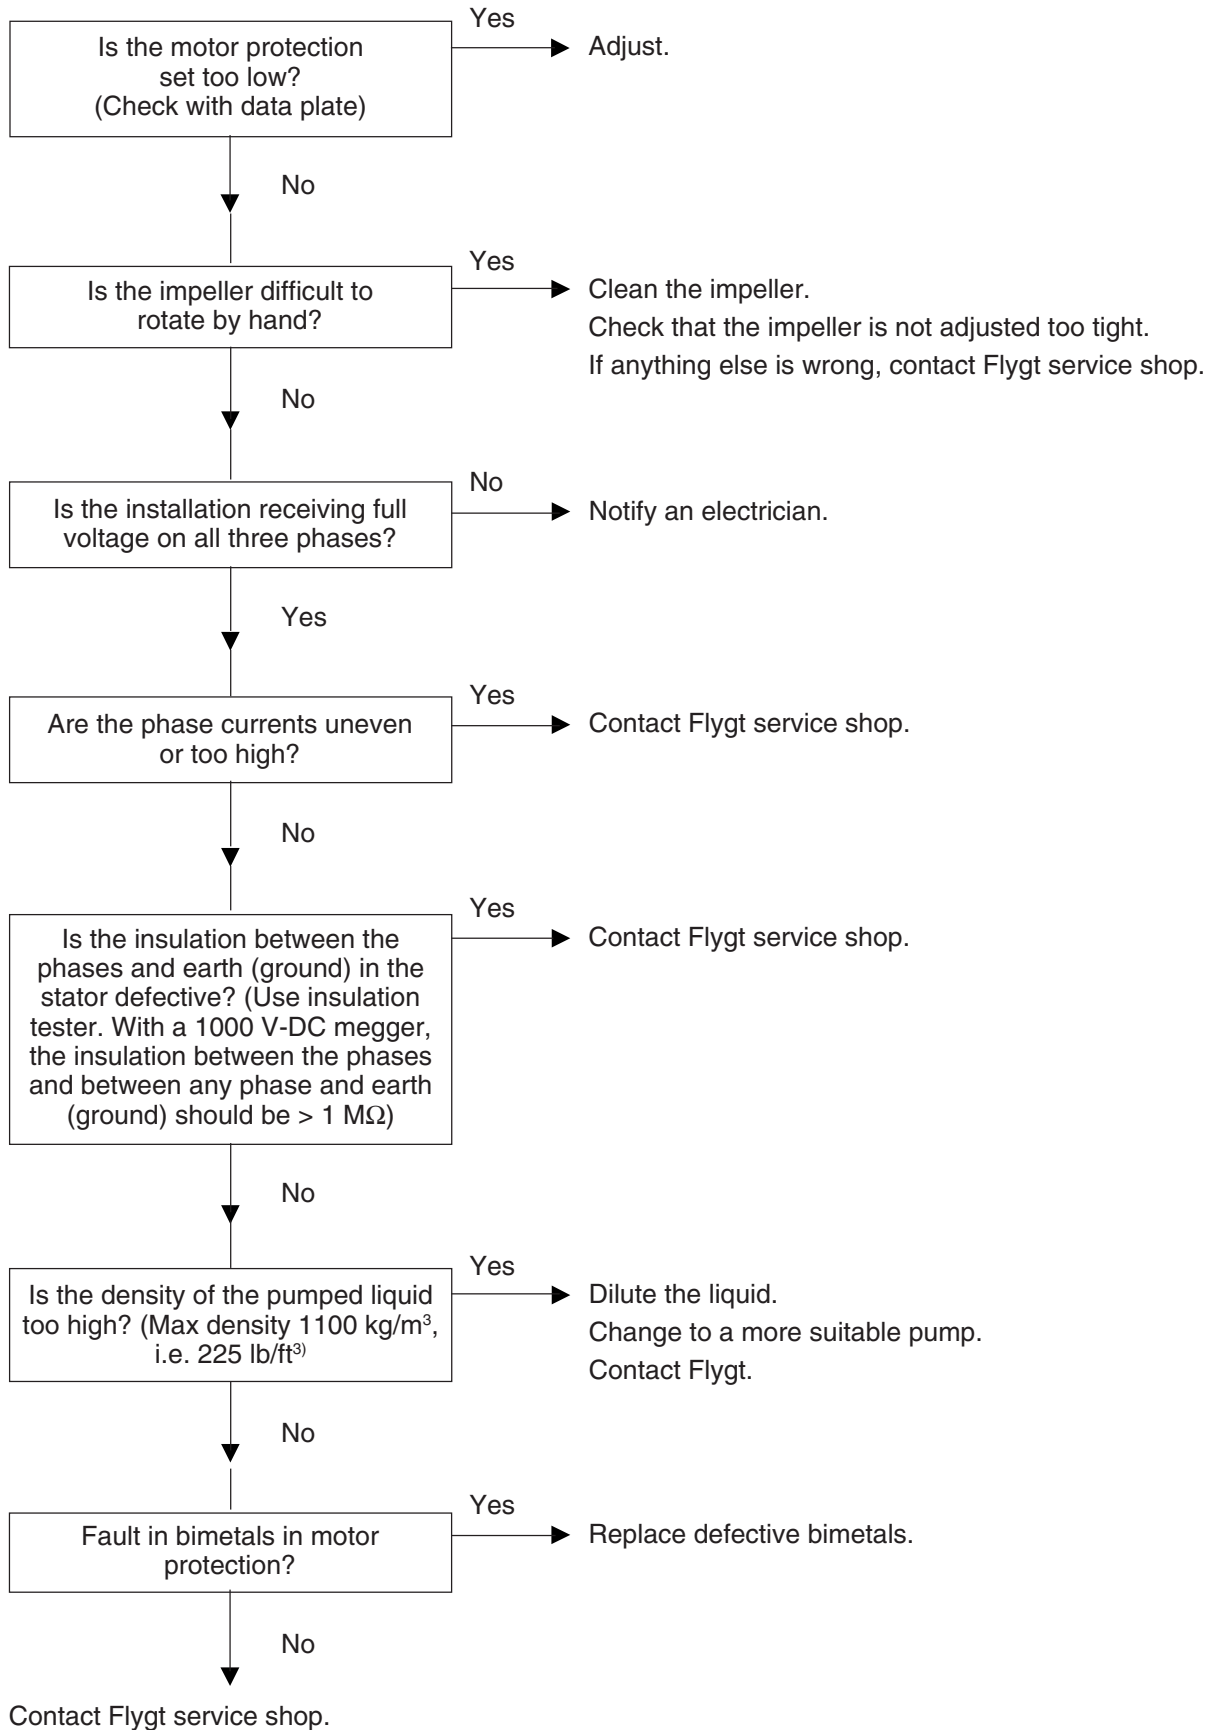 Yes
Is the motor protection
set too low?
(Check with data plate)
Adjust.
No
Yes
Is the impeller difficult to
rotate by hand?
Clean the impeller.
Check that the impeller is not adjusted too tight.
If anything else is wrong, contact Flygt service shop.
No
No
Is the installation receiving full
voltage on all three phases?
Notify an electrician.
Yes
Yes
Are the phase currents uneven
or too high?
Contact Flygt service shop.
No
Yes
Is the insulation between the
phases and earth (ground) in the
stator defective? (Use insulation
tester. With a 1000 V-DC megger,
the insulation between the phases
and between any phase and earth
(ground) should be > 1 MΩ)
Contact Flygt service shop.
No
Yes
Is the density of the pumped liquid
too high? (Max density 1100 kg/m³,
i.e. 225 lb/ft³⁾
Dilute the liquid.
Change to a more suitable pump.
Contact Flygt.
No
Yes
Fault in bimetals in motor
protection?
Replace defective bimetals.
No
Contact Flygt service shop.